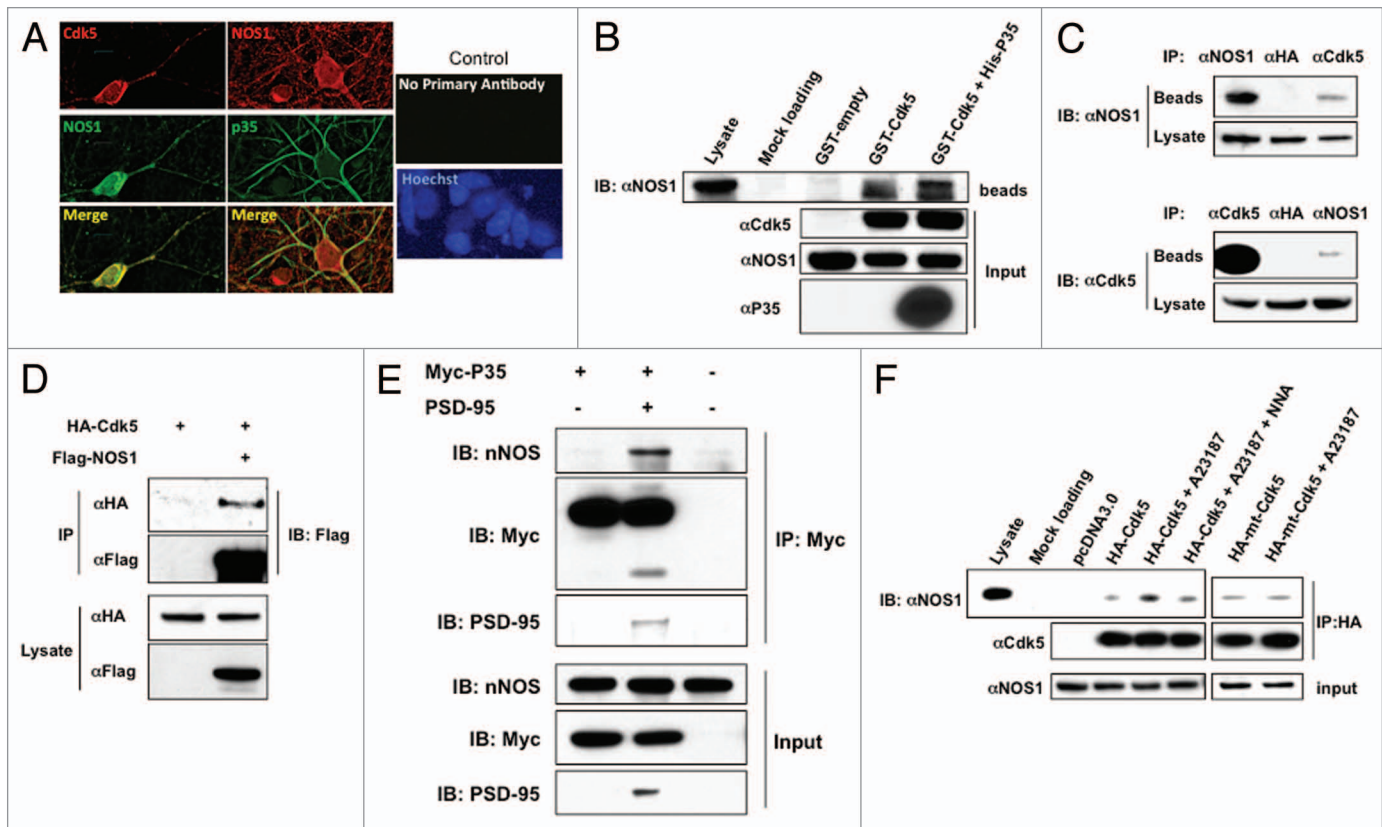 A
Cdk5
NOS1
NOS1
p35
Merge
Merge
Control
No Primary Antibody
Hoechst
B
Lysate
Mock loading
GST-empty
GST-Cdk5
GST-Cdk5 + His-P35
IB: αNOS1
beads
αCdk5
αNOS1
αP35
Input
C
IP: αNOS1 αHA αCdk5
IB: αNOS1
Beads
Lysate
IP: αCdk5 αHA αNOS1
IB: αCdk5
Beads
Lysate
D
HA-Cdk5 + +
Flag-NOS1 +
IP
αHA
αFlag
IB: Flag
Lysate
αHA
αFlag
E
Myc-P35 + + -
PSD-95 - + -
IB: nNOS
IB: Myc
IB: PSD-95
IP: Myc
IB: nNOS
IB: Myc
IB: PSD-95
Input
F
Lysate
Mock loading
pcDNA3.0
HA-Cdk5
HA-Cdk5 + A23187
HA-Cdk5 + A23187 + NNA
HA-mt-Cdk5
HA-mt-Cdk5 + A23187
IB: αNOS1
αCdk5
IP:HA
αNOS1
input